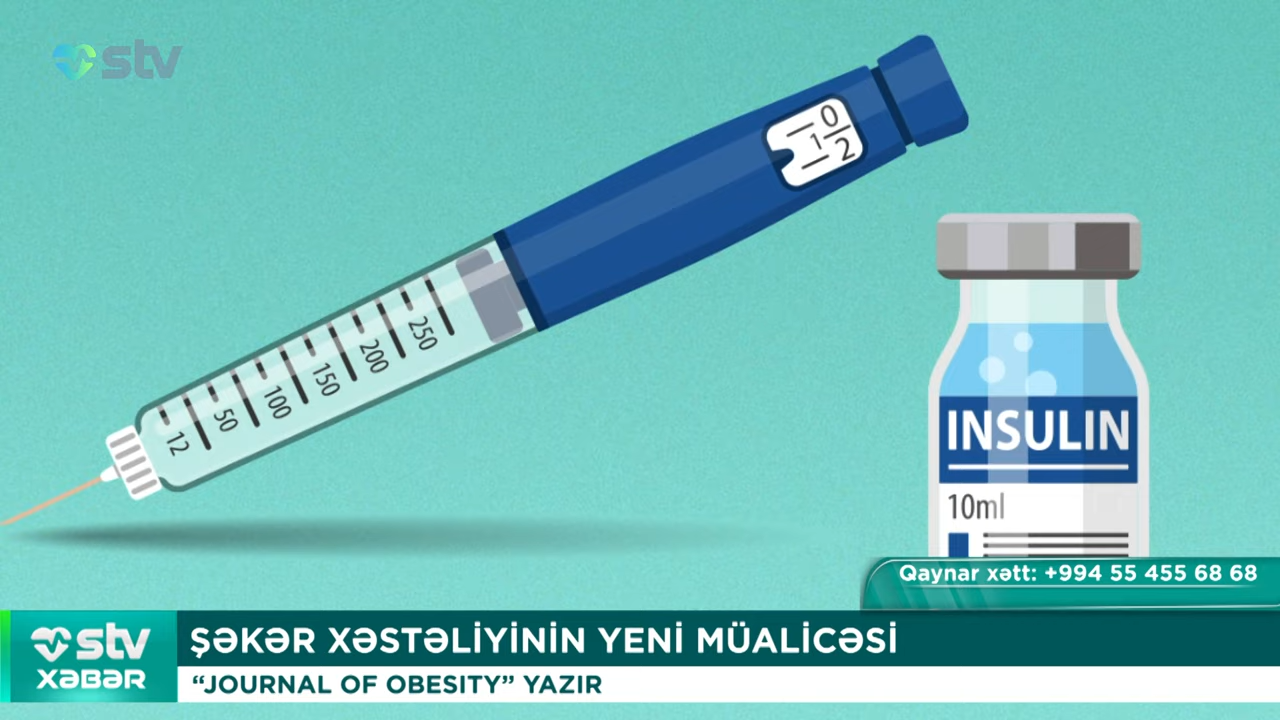 stv
0
1
2
250
200
150
100
50
12
INSULIN
10ml
Qaynar xətt: +994 55 455 68 68
stv
XƏBƏR
ŞƏKƏR XƏSTƏLİYİNİN YENİ MÜALİCƏSİ
“JOURNAL OF OBESITY” YAZIR